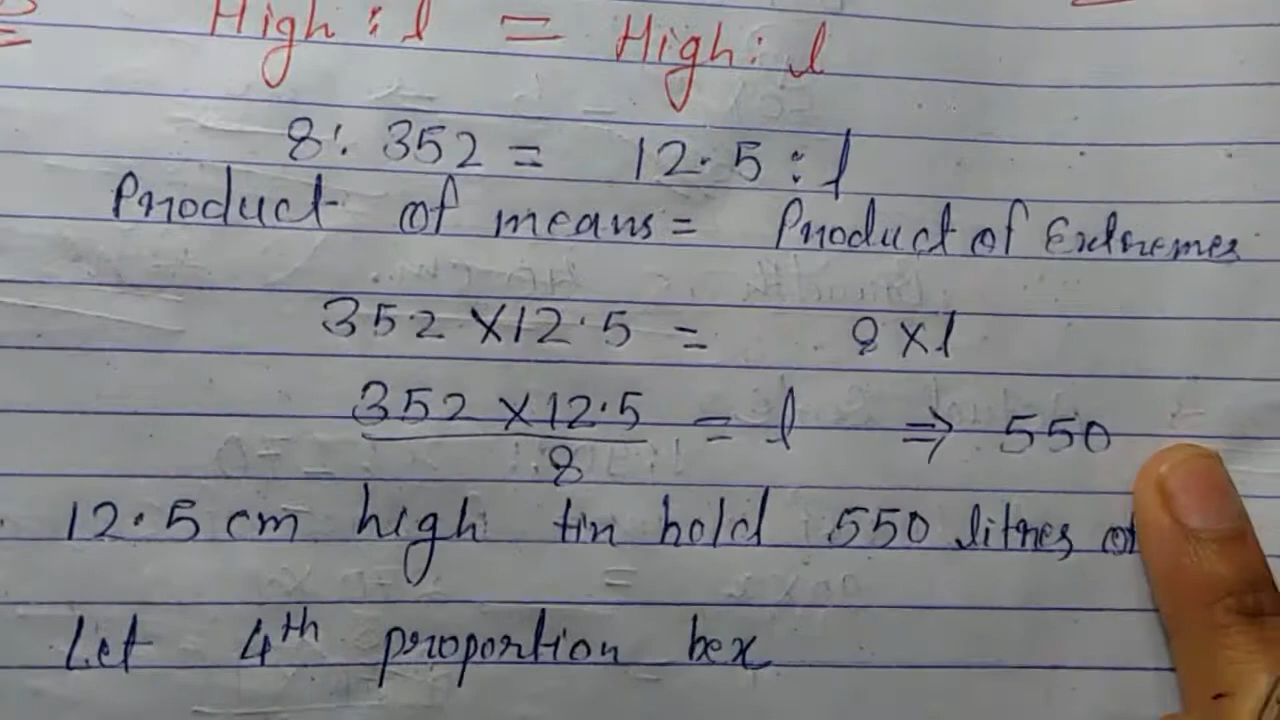 High : l = High : l
8 : 352 = 12.5 : l
Product of means = Product of Extremes
352 × 12.5 = 8 × l
352 × 12.5 = l ⇒ 550
8
12.5 cm high tin hold 550 litres of
Let 4th proportion be x